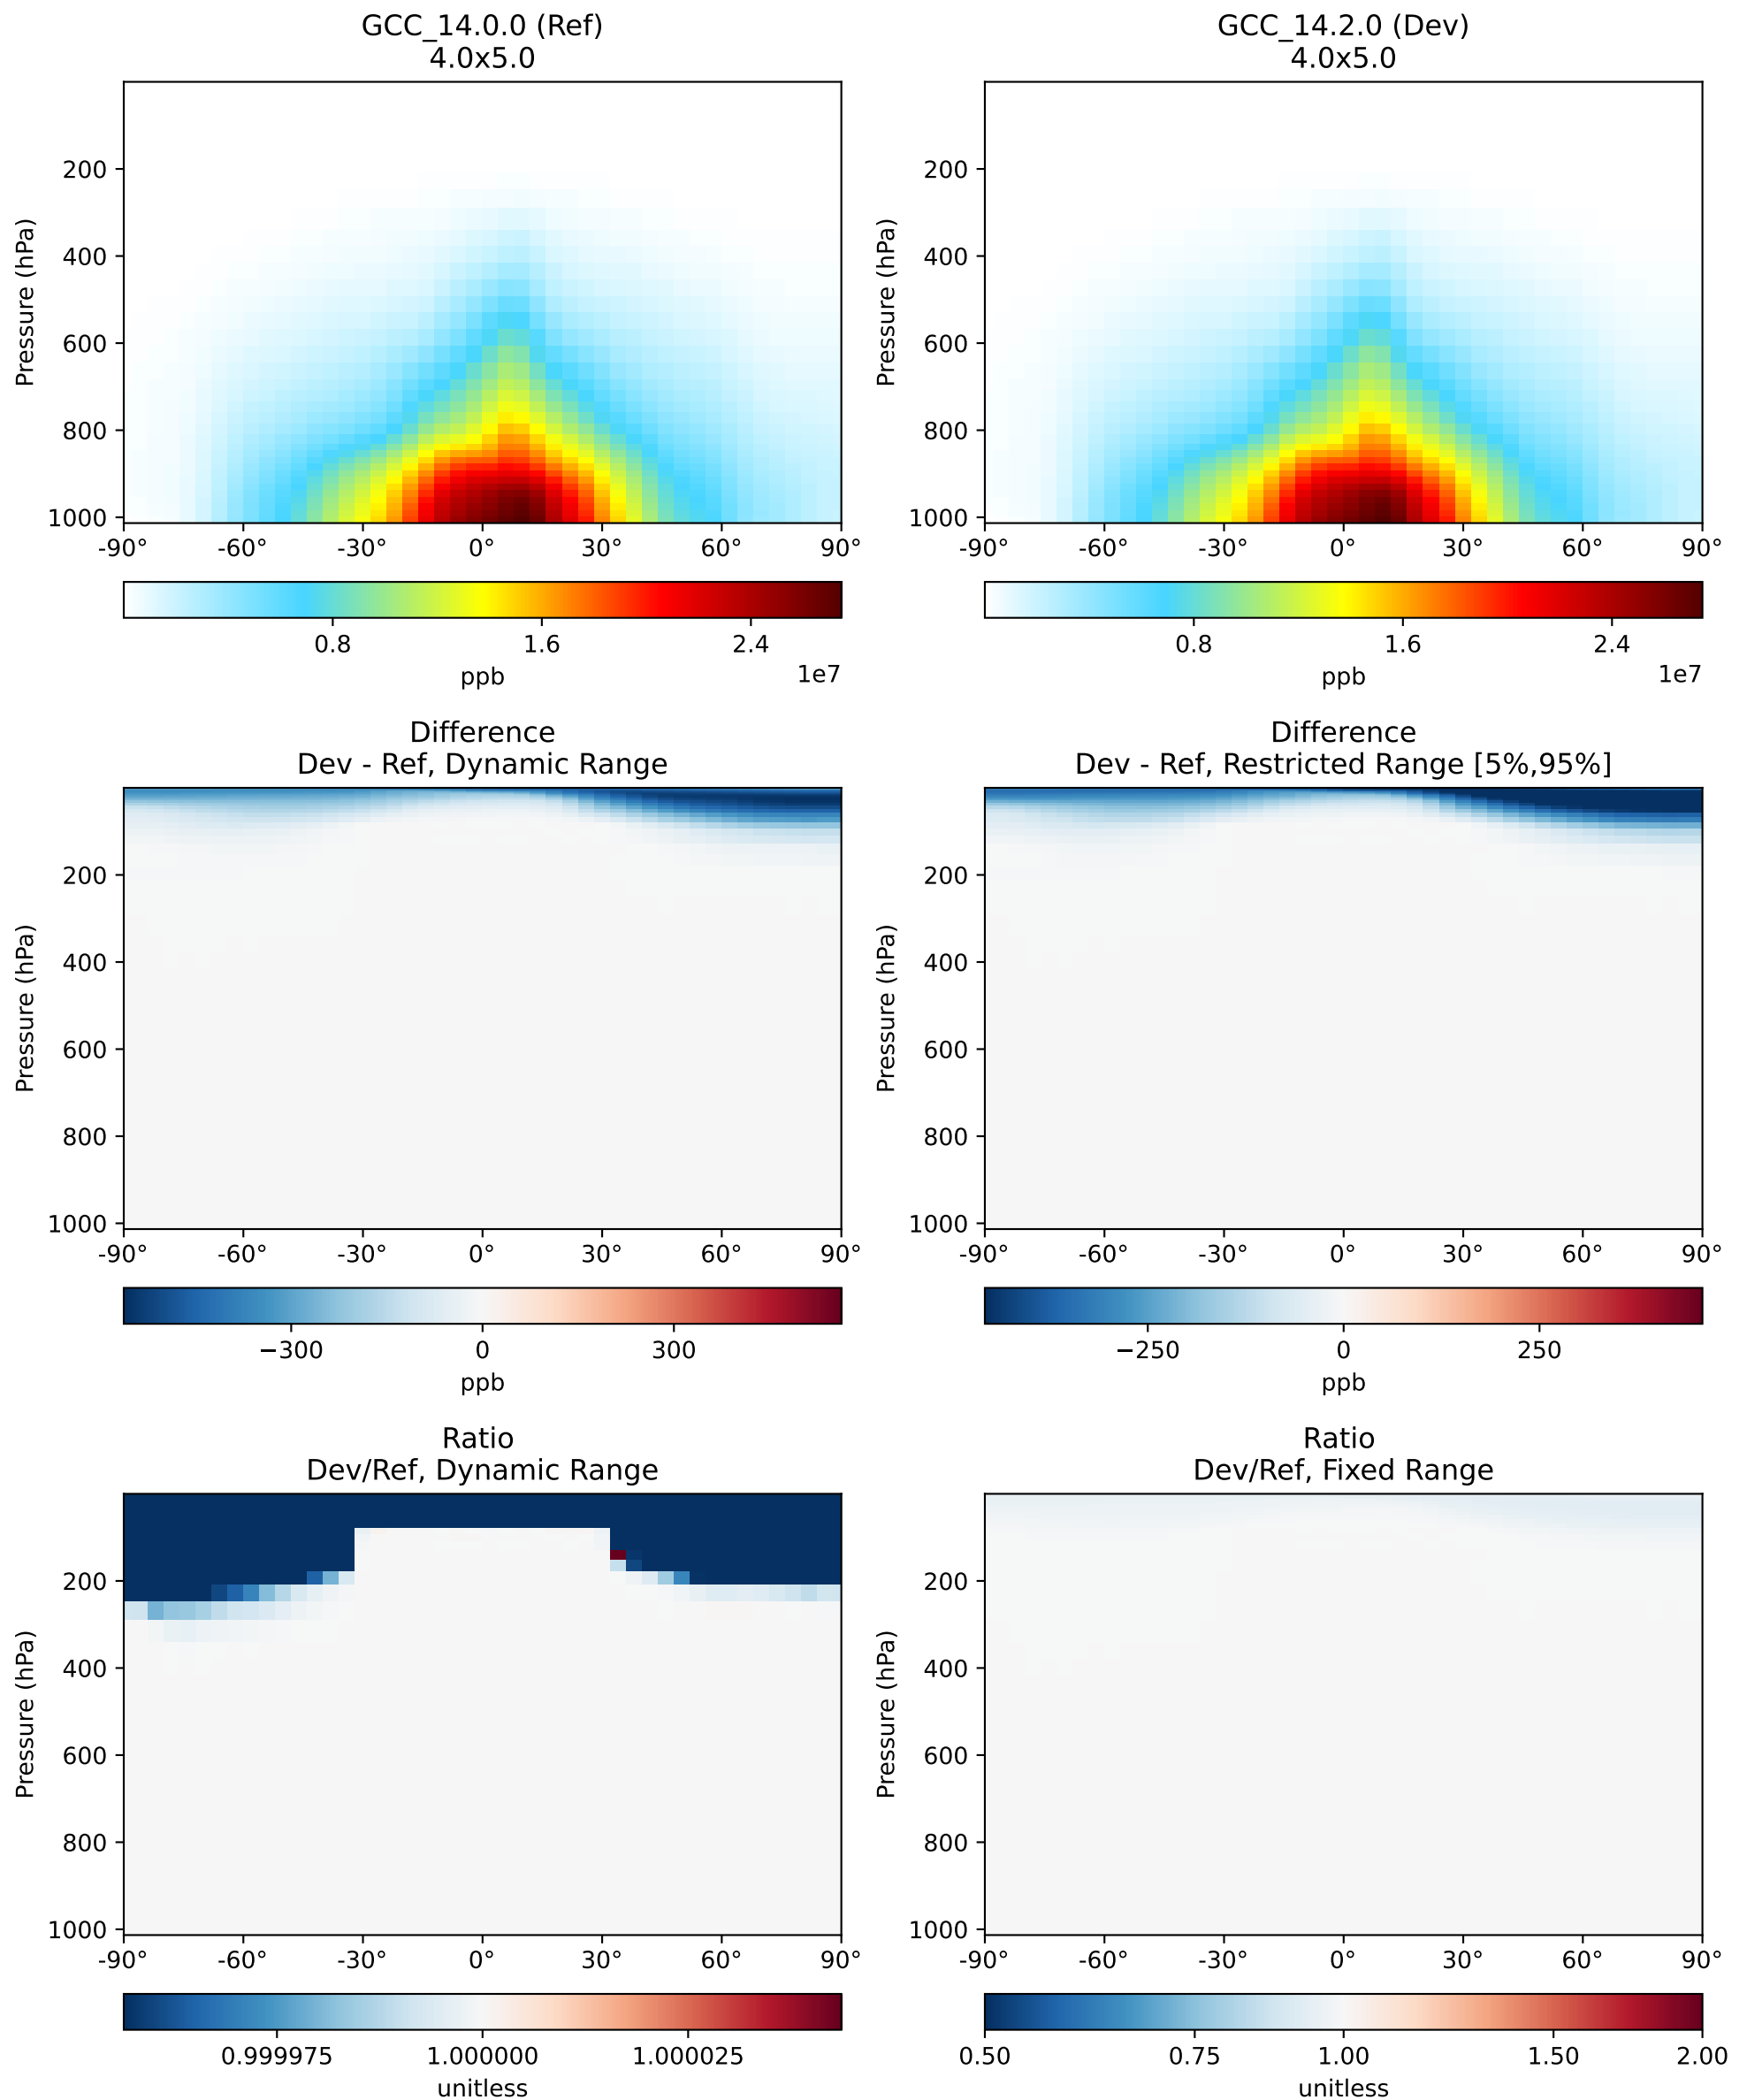 GCC_14.0.0 (Ref)
4.0x5.0
GCC_14.2.0 (Dev)
4.0x5.0
Pressure (hPa)
200
400
600
800
1000
-90° -60° -30° 0° 30° 60° 90°
0.8 1.6 2.4
1e7
ppb
Pressure (hPa)
200
400
600
800
1000
-90° -60° -30° 0° 30° 60° 90°
0.8 1.6 2.4
1e7
ppb
Difference
Dev - Ref, Dynamic Range
Difference
Dev - Ref, Restricted Range [5%,95%]
Pressure (hPa)
200
400
600
800
1000
-90° -60° -30° 0° 30° 60° 90°
−300 0 300
ppb
Pressure (hPa)
200
400
600
800
1000
-90° -60° -30° 0° 30° 60° 90°
−250 0 250
ppb
Ratio
Dev/Ref, Dynamic Range
Ratio
Dev/Ref, Fixed Range
Pressure (hPa)
200
400
600
800
1000
-90° -60° -30° 0° 30° 60° 90°
0.999975 1.000000 1.000025
unitless
Pressure (hPa)
200
400
600
800
1000
-90° -60° -30° 0° 30° 60° 90°
0.50 0.75 1.00 1.50 2.00
unitless